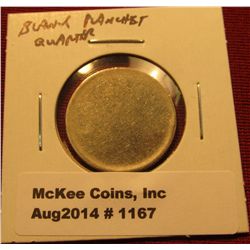 BLANK PLANCHET
QUARTER
McKee Coins, Inc
Aug2014 # 1167